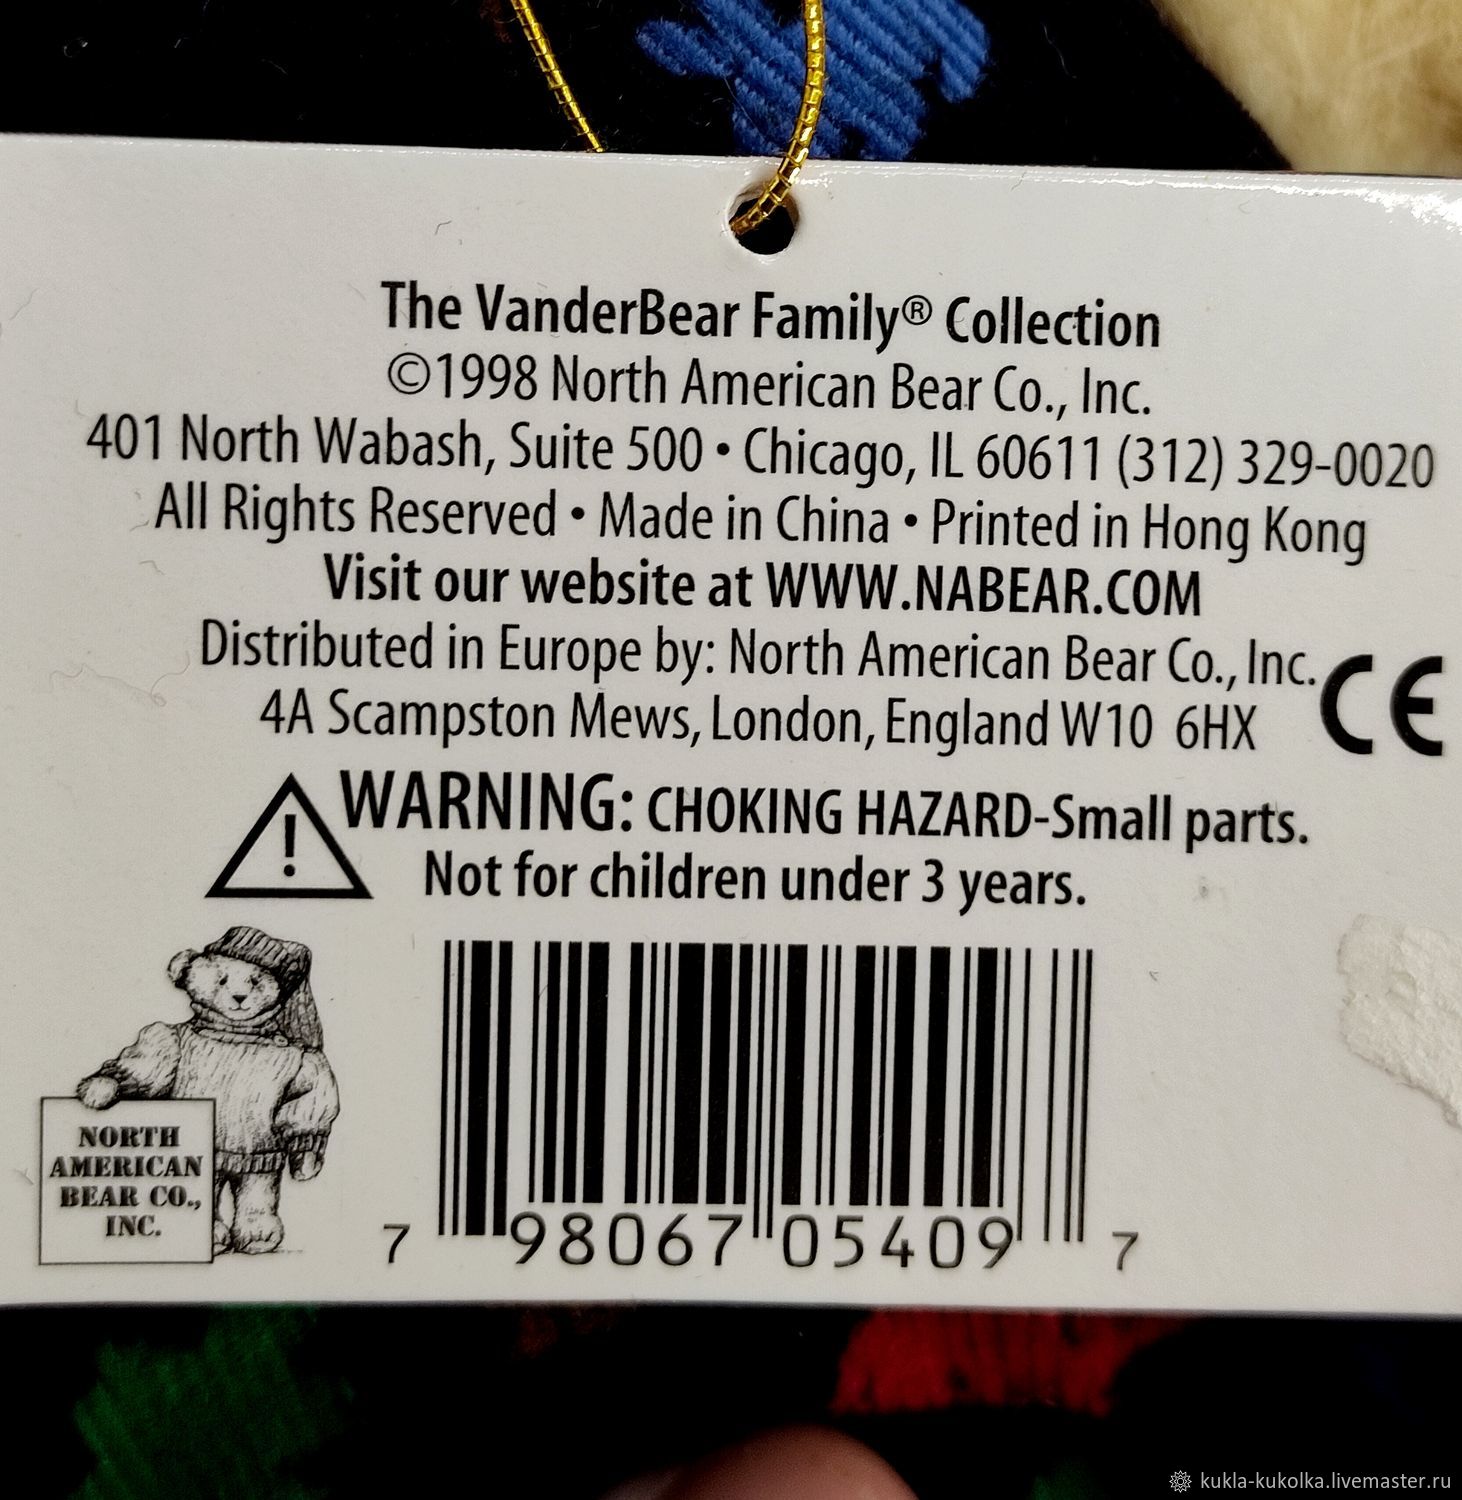 The VanderBear Family® Collection
©1998 North American Bear Co., Inc.
401 North Wabash, Suite 500 • Chicago, IL 60611 (312) 329-0020
All Rights Reserved • Made in China • Printed in Hong Kong
Visit our website at WWW.NABEAR.COM
Distributed in Europe by: North American Bear Co., Inc.
4A Scampston Mews, London, England W10 6HX
CE
WARNING: CHOKING HAZARD-Small parts.
Not for children under 3 years.
NORTH
AMERICAN
BEAR CO.,
INC.
7 98067 05409 7
kukla-kukolka.livemaster.ru